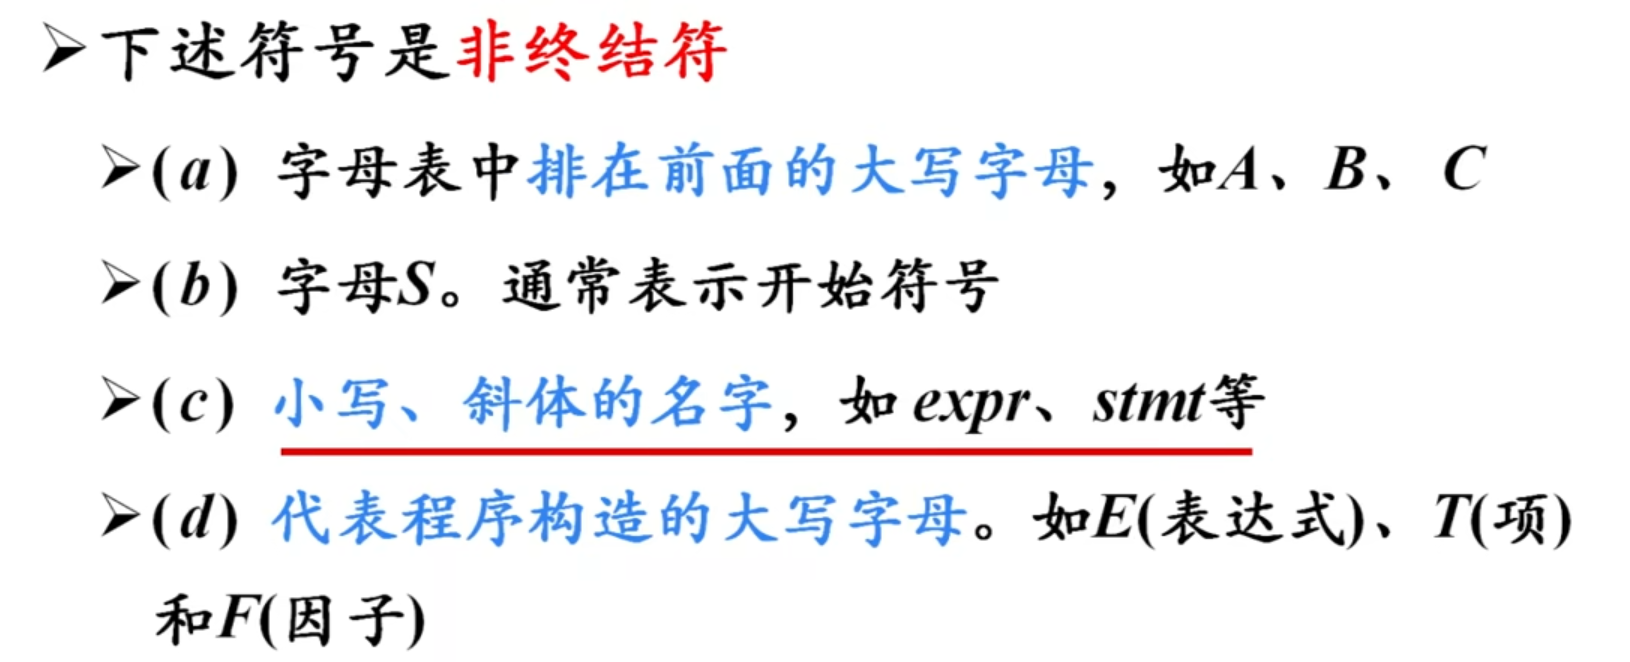 ➢下述符号是非终结符
➢(a) 字母表中排在前面的大写字母，如A、B、 C
➢(b) 字母S。通常表示开始符号
➢(c) 小写、斜体的名字，如 expr、stmt等
➢(d) 代表程序构造的大写字母。如E(表达式)、T(项)
和F(因子)